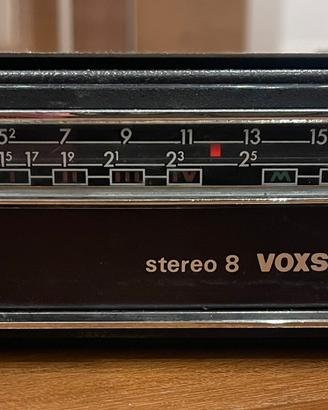 5² 7 9 11 13 15
1⁵ 1⁷ 1⁹ 2¹ 2³ 2⁵
II III IV M
stereo 8 VOXS